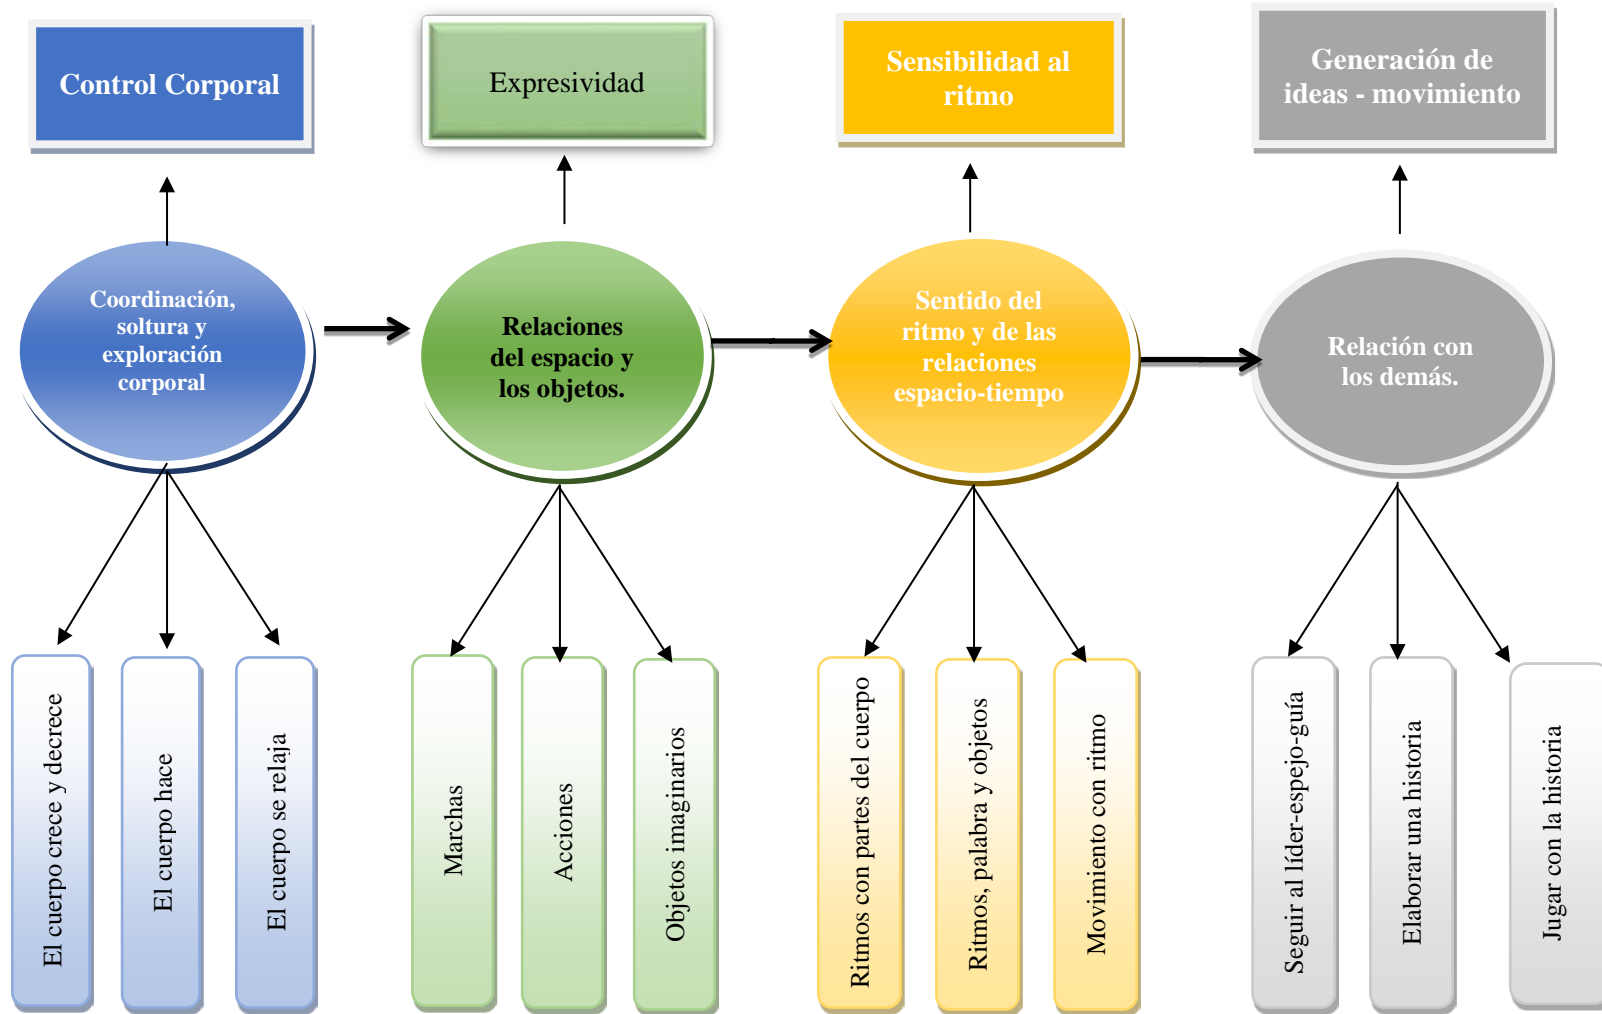 Control Corporal
Expresividad
Sensibilidad al
ritmo
Generación de
ideas - movimiento
Coordinación,
soltura y
exploración
corporal
Relaciones
del espacio y
los objetos.
Sentido del
ritmo y de las
relaciones
espacio-tiempo
Relación con
los demás.
El cuerpo crece y decrece
El cuerpo hace
El cuerpo se relaja
Marchas
Acciones
Objetos imaginarios
Ritmos con partes del cuerpo
Ritmos, palabra y objetos
Movimiento con ritmo
Seguir al líder-espejo-guía
Elaborar una historia
Jugar con la historia